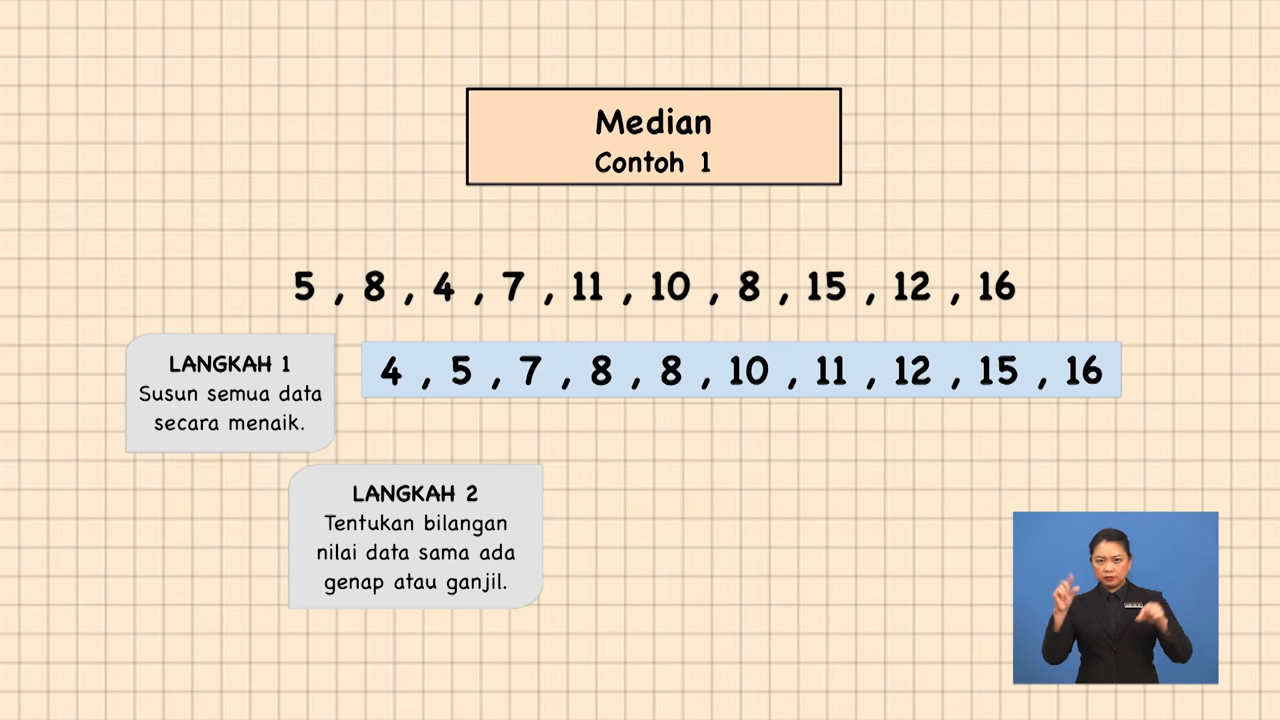 Median
Contoh 1
5 , 8 , 4 , 7 , 11 , 10 , 8 , 15 , 12 , 16
LANGKAH 1
Susun semua data
secara menaik.
4 , 5 , 7 , 8 , 8 , 10 , 11 , 12 , 15 , 16
LANGKAH 2
Tentukan bilangan
nilai data sama ada
genap atau ganjil.